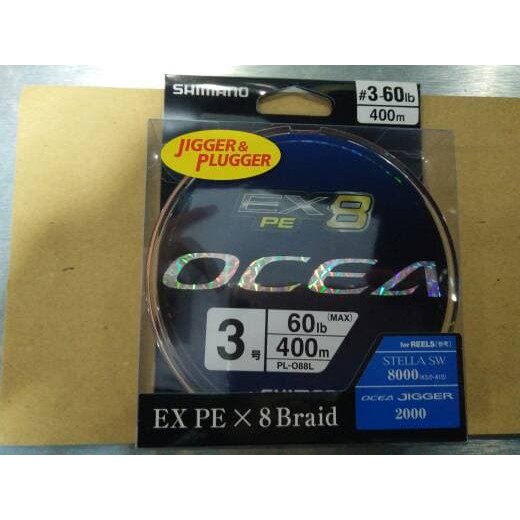 SHIMANO
#3-60lb
400m
JIGGER &
PLUGGER
EX 8
PE
OCEA
3号
60lb (MAX)
400m
PL-O88L
for REELS
STELLA SW
8000
OCEA JIGGER
2000
EX PE × 8 Braid